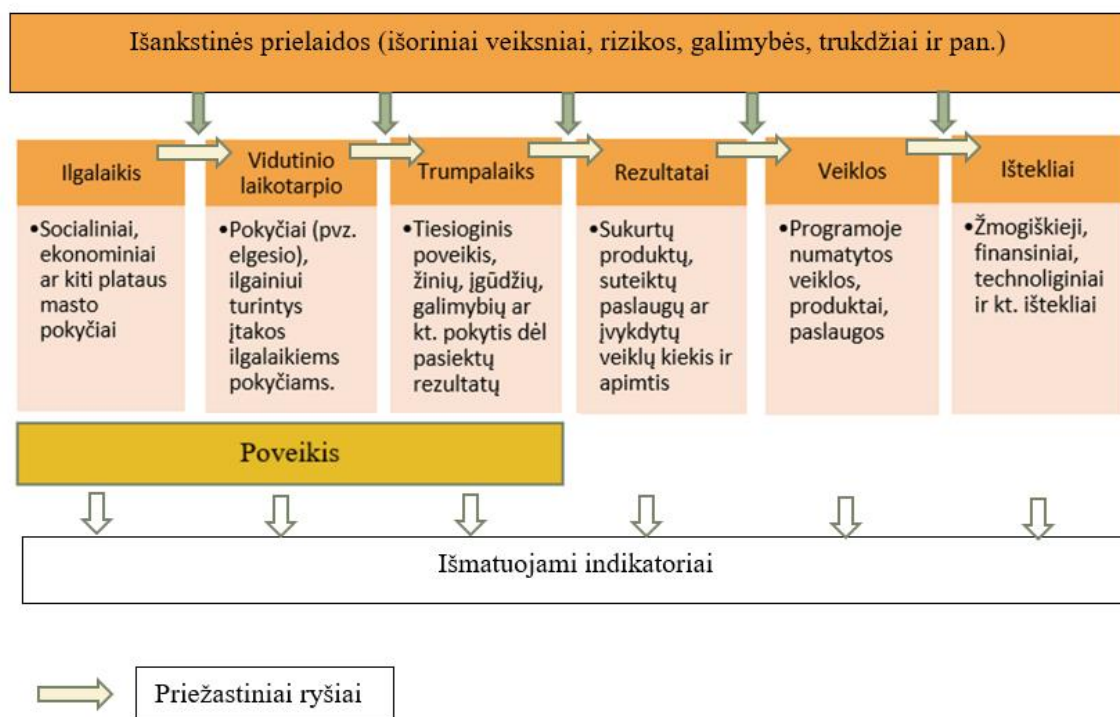 Išankstinės prielaidos (išoriniai veiksniai, rizikos, galimybės, trukdžiai ir pan.)
Ilgalaikis
•Socialiniai,
ekonominiai
ar kiti plataus
masto
pokyčiai
Vidutinio
laikotarpio
•Pokyčiai (pvz.
elgesio),
ilgainiui
turintys
įtakos
ilgalaikiems
pokyčiams.
Trumpalaiks
•Tiesioginis
poveikis,
žinių, įgūdžių,
galimybių ar
kt. pokytis dėl
pasiektų
rezultatų
Rezultatai
•Sukurtų
produktų,
suteiktų
paslaugų ar
įvykdytų
veiklų kiekis ir
apimtis
Veiklos
•Programoje
numatytos
veiklos,
produktai,
paslaugos
Ištekliai
•Žmogiškieji,
finansiniai,
technoliginiai
ir kt. ištekliai
Poveikis
Išmatuojami indikatoriai
Priežastiniai ryšiai